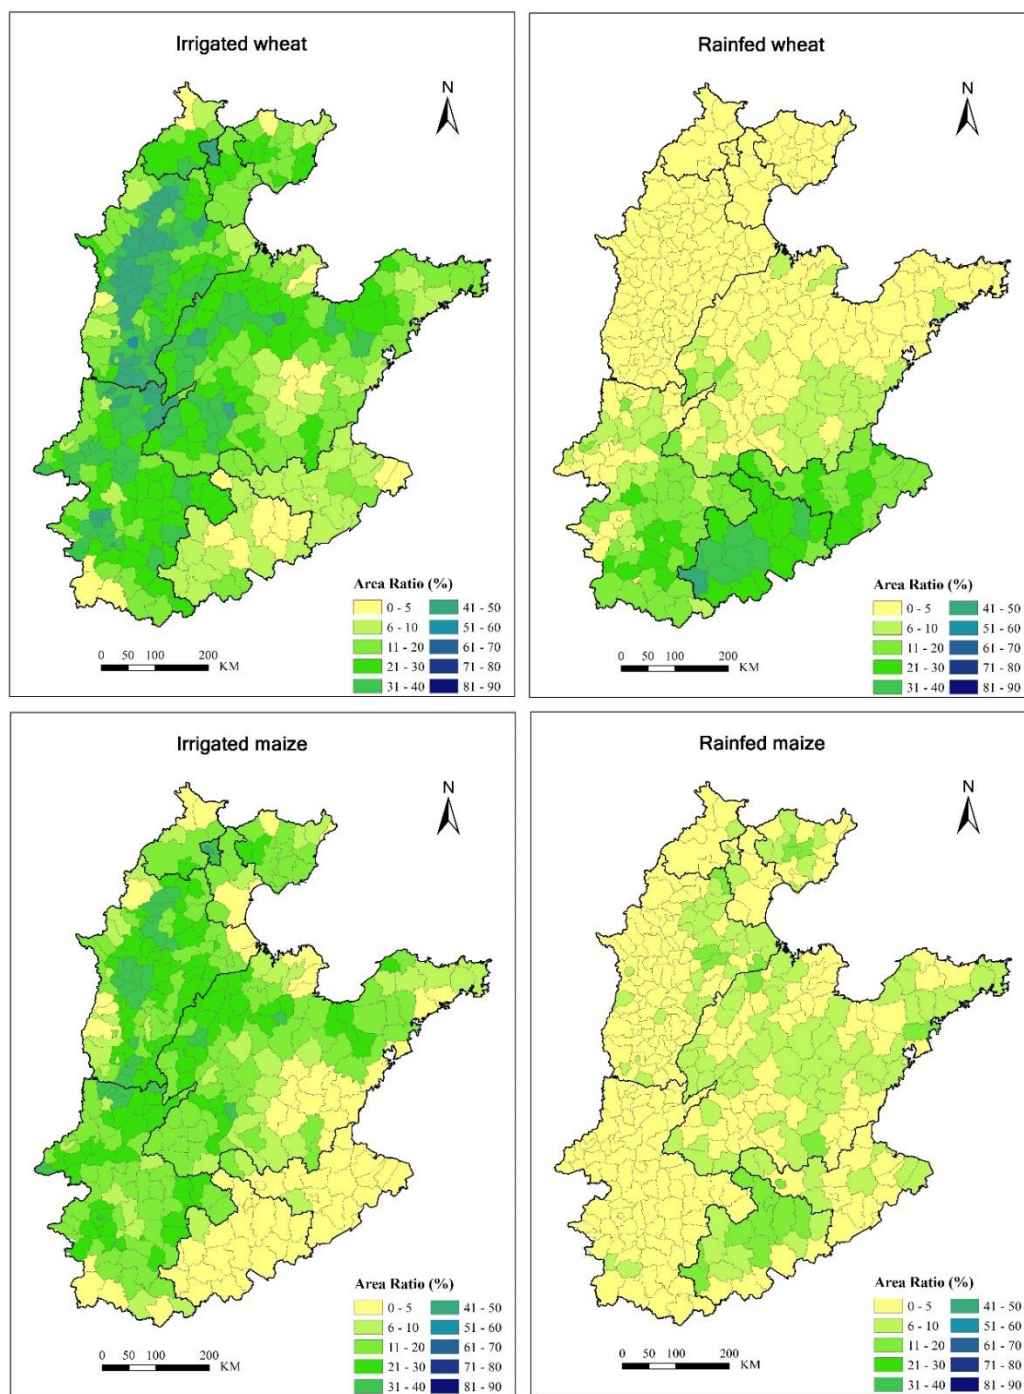 Irrigated wheat
N
Area Ratio (%)
0 - 5 41 - 50
6 - 10 51 - 60
11 - 20 61 - 70
21 - 30 71 - 80
31 - 40 81 - 90
0 50 100 200
KM
Rainfed wheat
N
Area Ratio (%)
0 - 5 41 - 50
6 - 10 51 - 60
11 - 20 61 - 70
21 - 30 71 - 80
31 - 40 81 - 90
0 50 100 200
KM
Irrigated maize
N
Area Ratio (%)
0 - 5 41 - 50
6 - 10 51 - 60
11 - 20 61 - 70
21 - 30 71 - 80
31 - 40 81 - 90
0 50 100 200
KM
Rainfed maize
N
Area Ratio (%)
0 - 5 41 - 50
6 - 10 51 - 60
11 - 20 61 - 70
21 - 30 71 - 80
31 - 40 81 - 90
0 50 100 200
KM